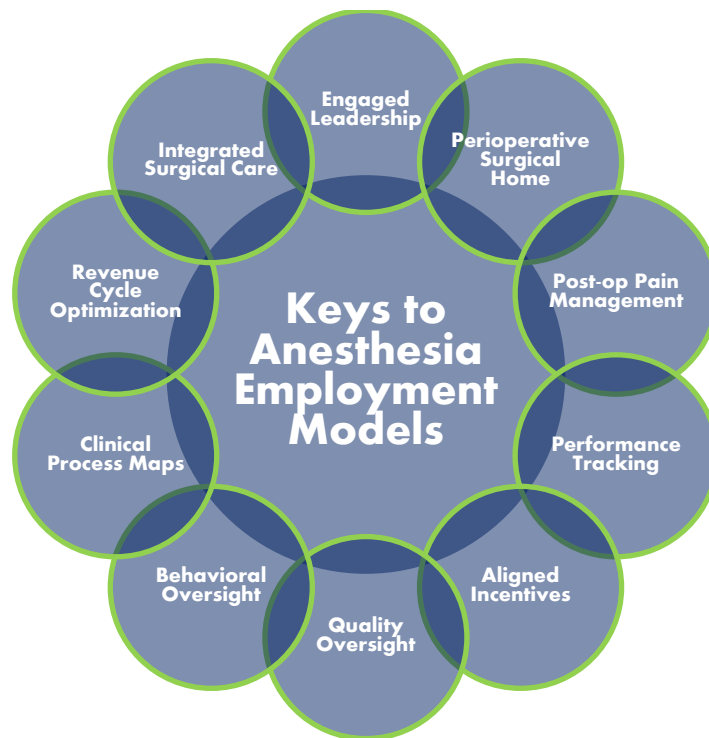 Engaged
Leadership
Perioperative
Surgical
Home
Post-op Pain
Management
Performance
Tracking
Aligned
Incentives
Quality
Oversight
Behavioral
Oversight
Clinical
Process Maps
Revenue
Cycle
Optimization
Integrated
Surgical Care
Keys to
Anesthesia
Employment
Models